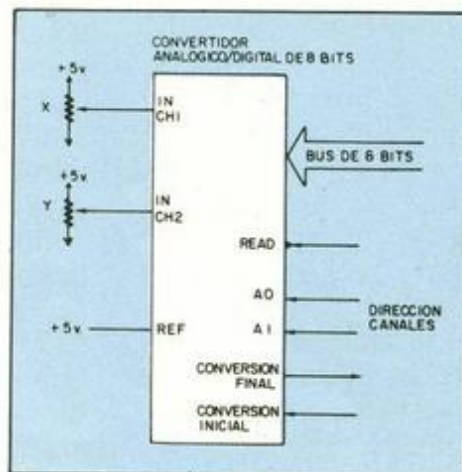 CONVERTIDOR
ANALOGICO/DIGITAL DE 8 BITS
+5v
X
IN
CH1
BUS DE 6 BITS
+5v
Y
IN
CH2
READ
A0
DIRECCION
CANALES
+5v
REF
A1
CONVERSION
FINAL
CONVERSION
INICIAL